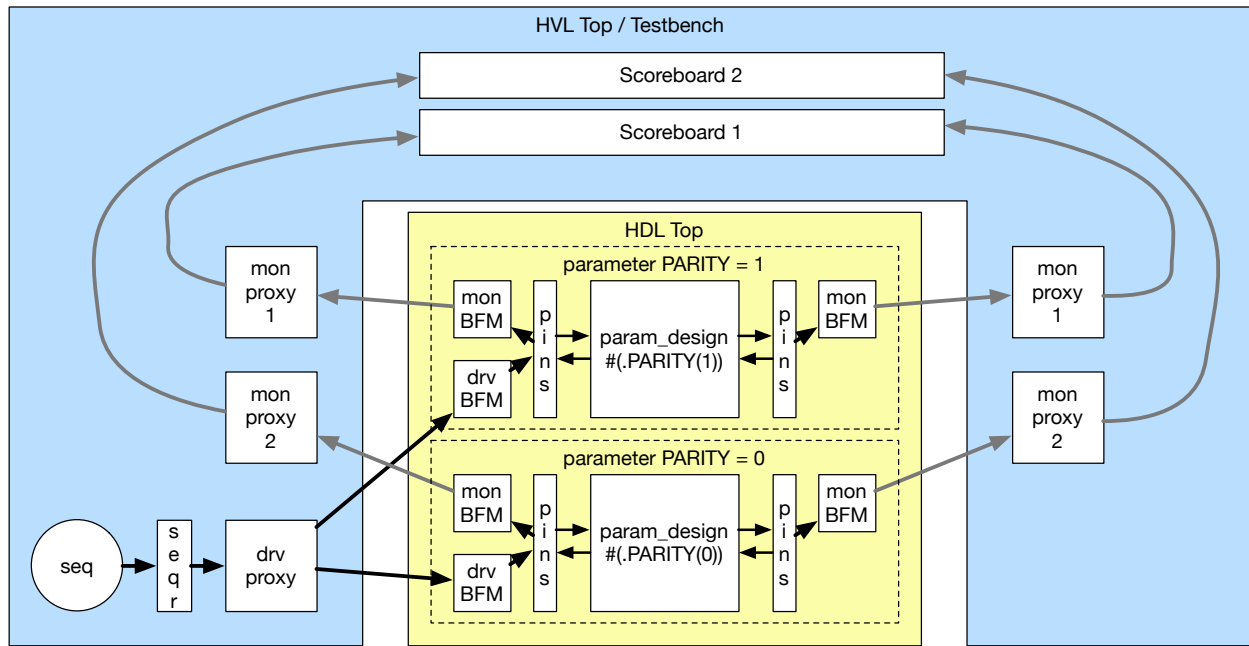 HVL Top / Testbench
Scoreboard 2
Scoreboard 1
HDL Top
parameter PARITY = 1
mon
proxy
1
mon
BFM
drv
BFM
p
i
n
s
param_design
#(.PARITY(1))
p
i
n
s
mon
BFM
mon
proxy
1
mon
proxy
2
parameter PARITY = 0
mon
BFM
drv
BFM
p
i
n
s
param_design
#(.PARITY(0))
p
i
n
s
mon
BFM
mon
proxy
2
seq
s
e
q
r
drv
proxy